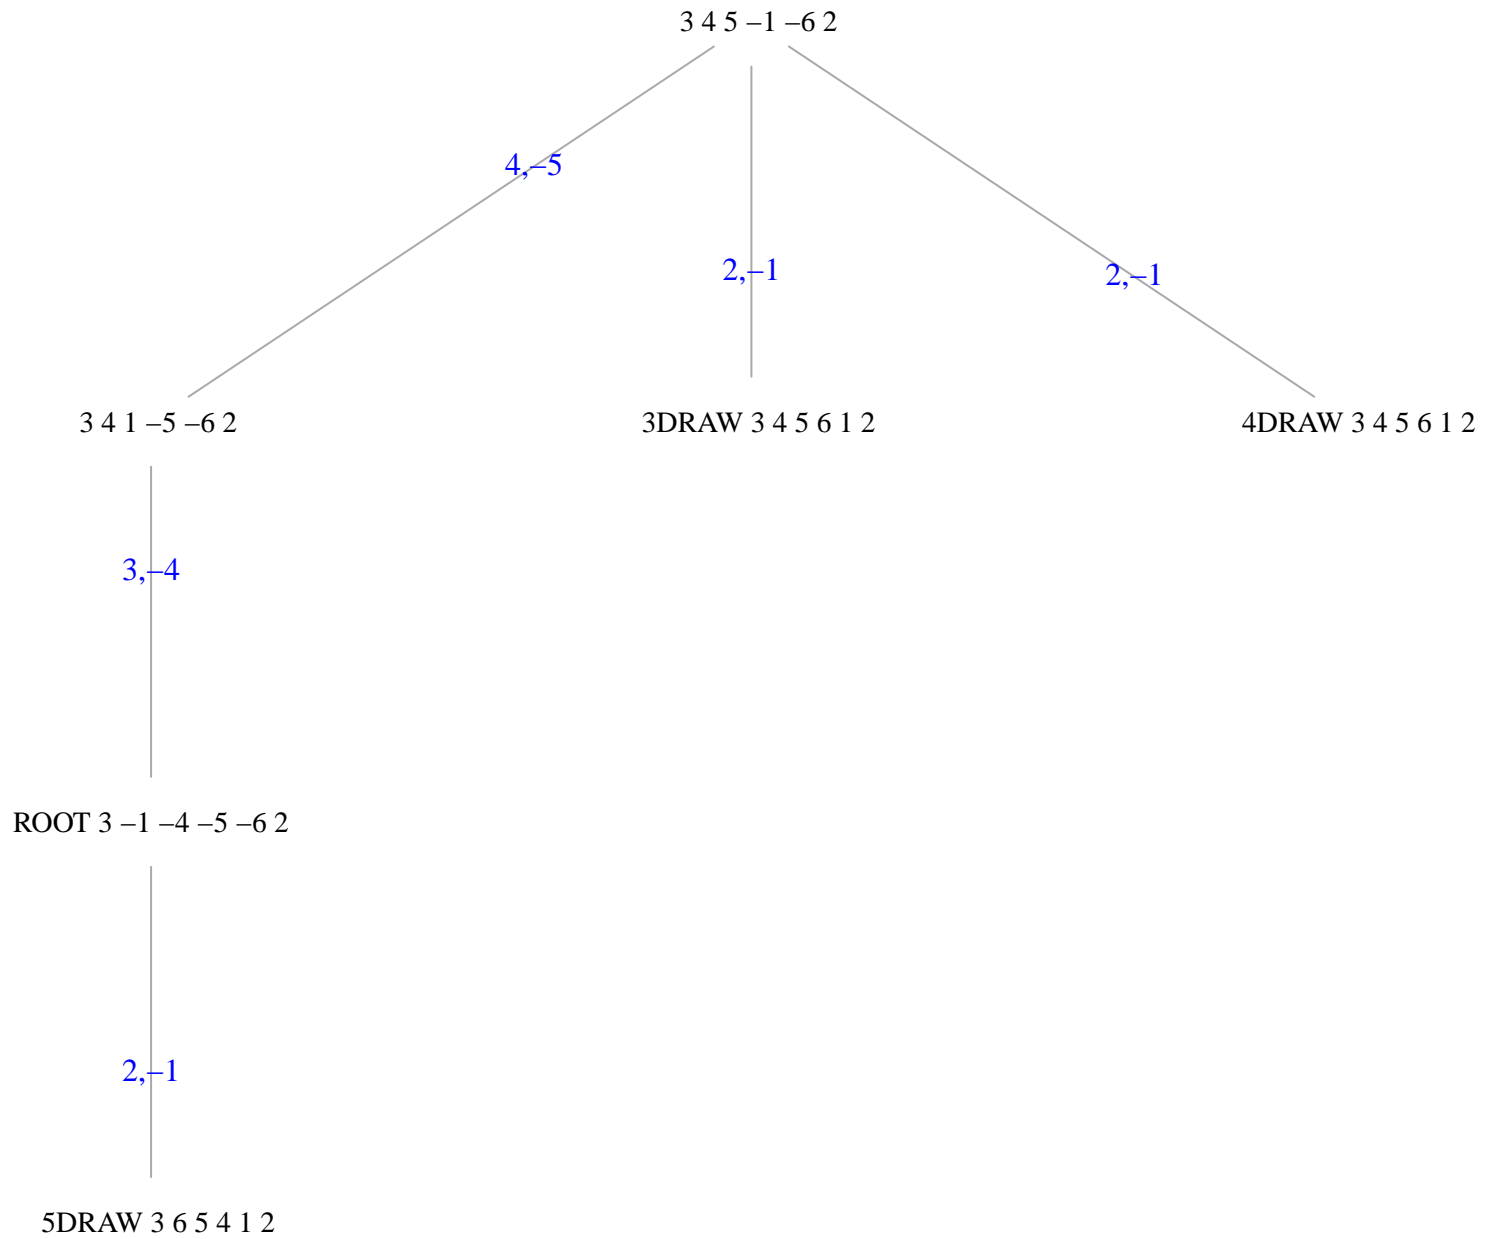 3 4 5 –1 –6 2
4,–5
2,–1
2,–1
3 4 1 –5 –6 2
3DRAW 3 4 5 6 1 2
4DRAW 3 4 5 6 1 2
3,–4
ROOT 3 –1 –4 –5 –6 2
2,–1
5DRAW 3 6 5 4 1 2